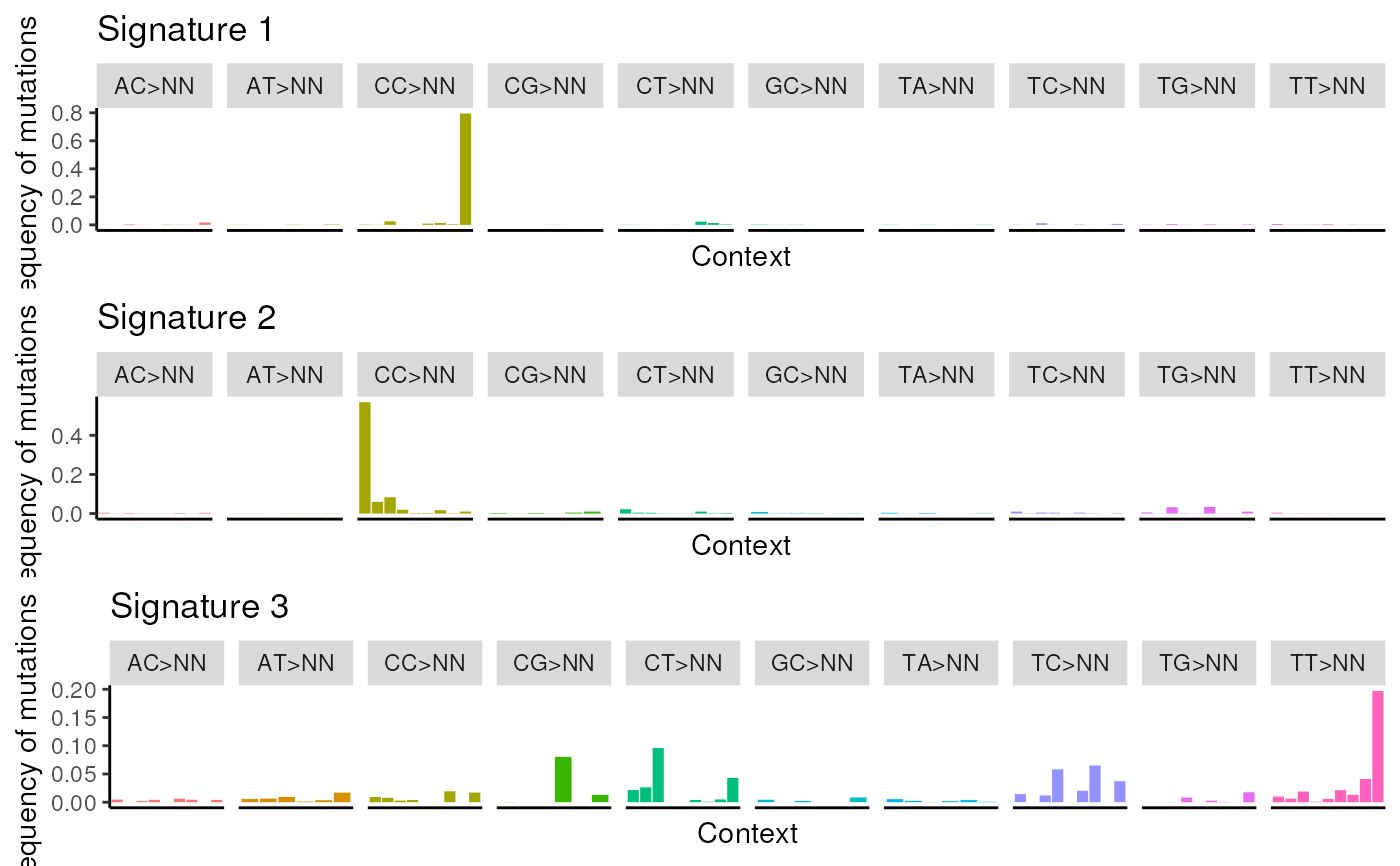 Signature 1
AC>NN AT>NN CC>NN CG>NN CT>NN GC>NN TA>NN TC>NN TG>NN TT>NN
equency of mutations
0.8
0.6
0.4
0.2
0.0
Context
Signature 2
AC>NN AT>NN CC>NN CG>NN CT>NN GC>NN TA>NN TC>NN TG>NN TT>NN
equency of mutations
0.4
0.2
0.0
Context
Signature 3
AC>NN AT>NN CC>NN CG>NN CT>NN GC>NN TA>NN TC>NN TG>NN TT>NN
equency of mutations
0.20
0.15
0.10
0.05
0.00
Context